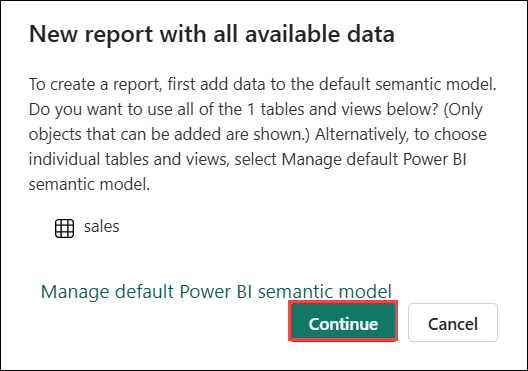 New report with all available data
To create a report, first add data to the default semantic model.
Do you want to use all of the 1 tables and views below? (Only
objects that can be added are shown.) Alternatively, to choose
individual tables and views, select Manage default Power BI
semantic model.
sales
Manage default Power BI semantic model
Continue
Cancel